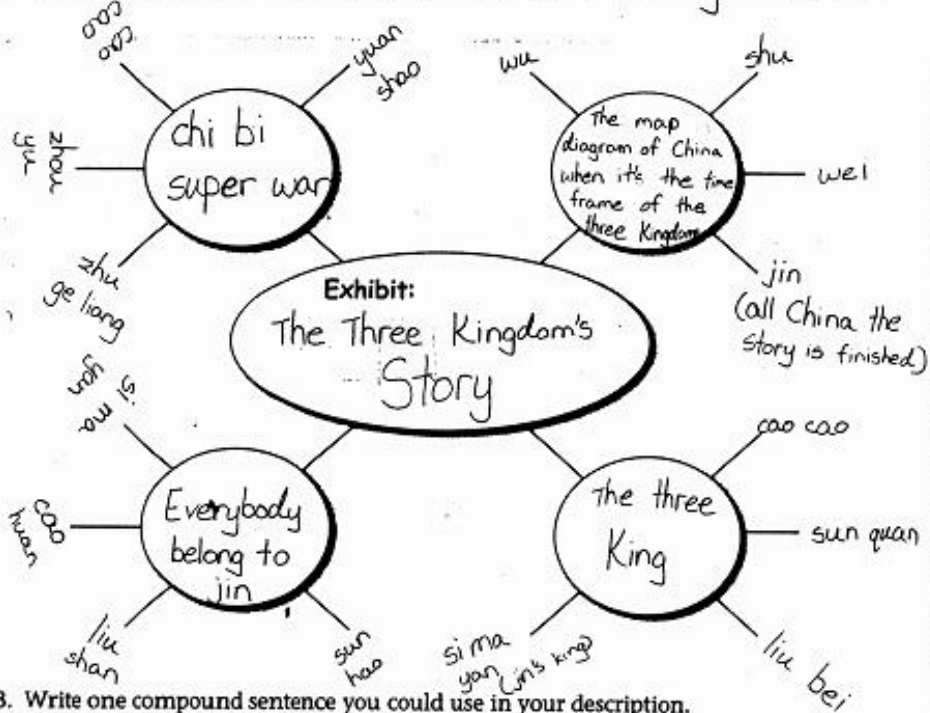 cao
cao
yuan
shao
zhou
yu
zhu
ge liang
chi bi
super war
wu
shu
wei
jin
(all China the
story is finished)
The map
diagram of China
when it's the time
frame of the
three Kingdom
Exhibit:
The Three Kingdom's
Story
si ma
yan
cao
huan
liu
shan
sun
hao
Everybody
belong to
jin
cao cao
sun quan
liu bei
si ma
yan (jin's king)
The three
King
3. Write one compound sentence you could use in your description.